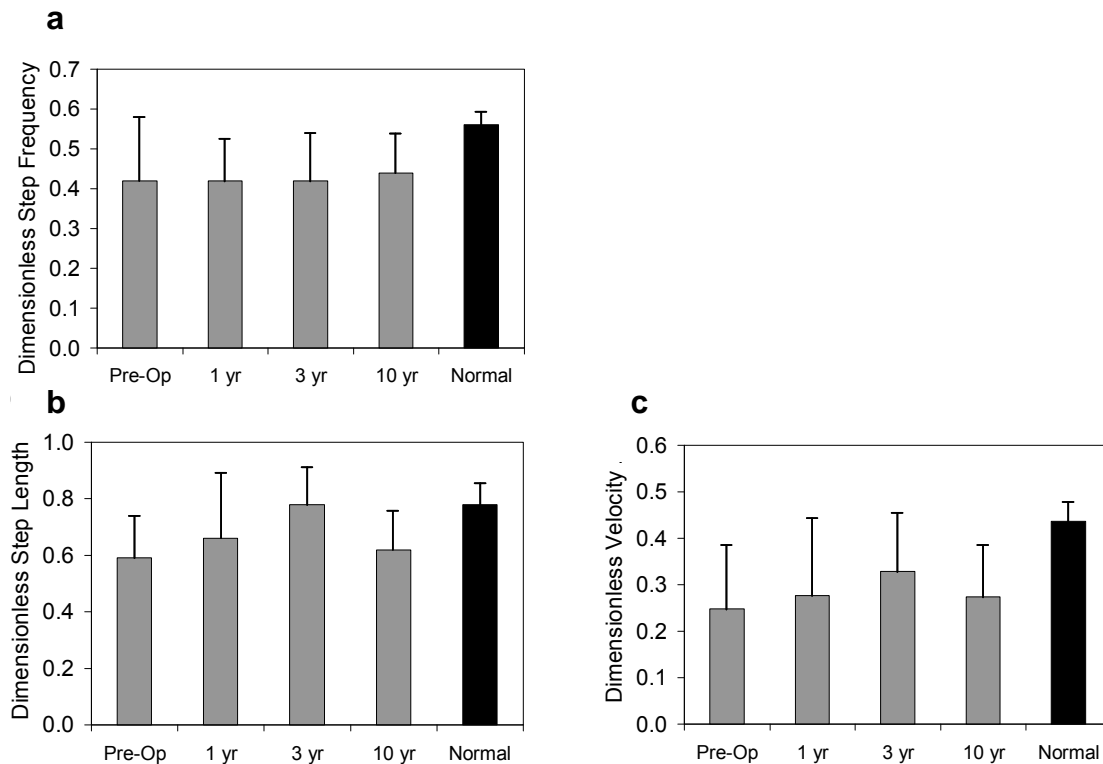 a
Dimensionless Step Frequency
0.7
0.6
0.5
0.4
0.3
0.2
0.1
0.0
Pre-Op 1 yr 3 yr 10 yr Normal
b
Dimensionless Step Length
1.0
0.8
0.6
0.4
0.2
0.0
Pre-Op 1 yr 3 yr 10 yr Normal
c
Dimensionless Velocity
0.6
0.5
0.4
0.3
0.2
0.1
0.0
Pre-Op 1 yr 3 yr 10 yr Normal